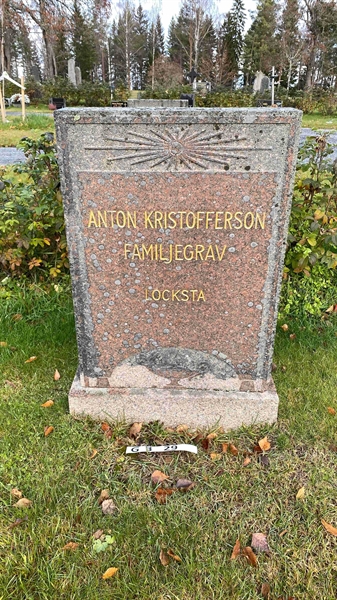 ANTON KRISTOFFERSON
FAMILJEGRAV
LOCKSTA
G 3 29